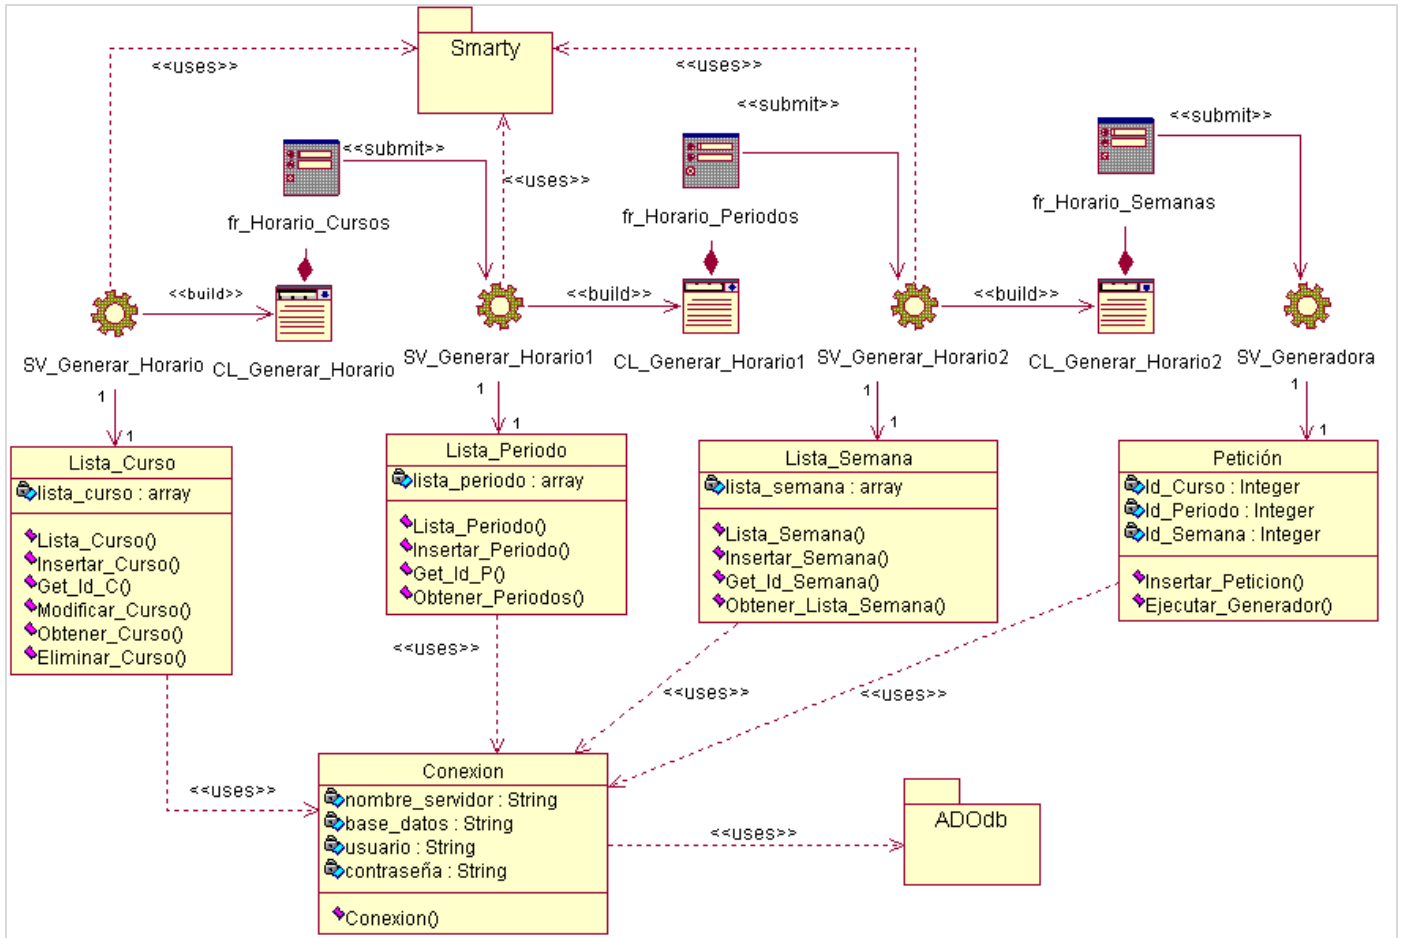 Smarty
<<uses>>
<<uses>>
<<submit>>
<<submit>>
<<submit>>
<<uses>>
fr_Horario_Cursos
fr_Horario_Periodos
fr_Horario_Semanas
<<build>>
<<build>>
<<build>>
SV_Generar_Horario
CL_Generar_Horario
SV_Generar_Horario1
CL_Generar_Horario1
SV_Generar_Horario2
CL_Generar_Horario2
SV_Generadora
1
1
1
1
1
1
1
1
Lista_Curso
lista_curso : array
Lista_Curso()
Insertar_Curso()
Get_Id_C()
Modificar_Curso()
Obtener_Curso()
Eliminar_Curso()
Lista_Periodo
lista_periodo : array
Lista_Periodo()
Insertar_Periodo()
Get_Id_P()
Obtener_Periodos()
Lista_Semana
lista_semana : array
Lista_Semana()
Insertar_Semana()
Get_Id_Semana()
Obtener_Lista_Semana()
Petición
Id_Curso : Integer
Id_Periodo : Integer
Id_Semana : Integer
Insertar_Peticion()
Ejecutar_Generador()
<<uses>>
<<uses>>
<<uses>>
<<uses>>
Conexion
nombre_servidor : String
base_datos : String
usuario : String
contraseña : String
Conexion()
<<uses>>
ADOdb